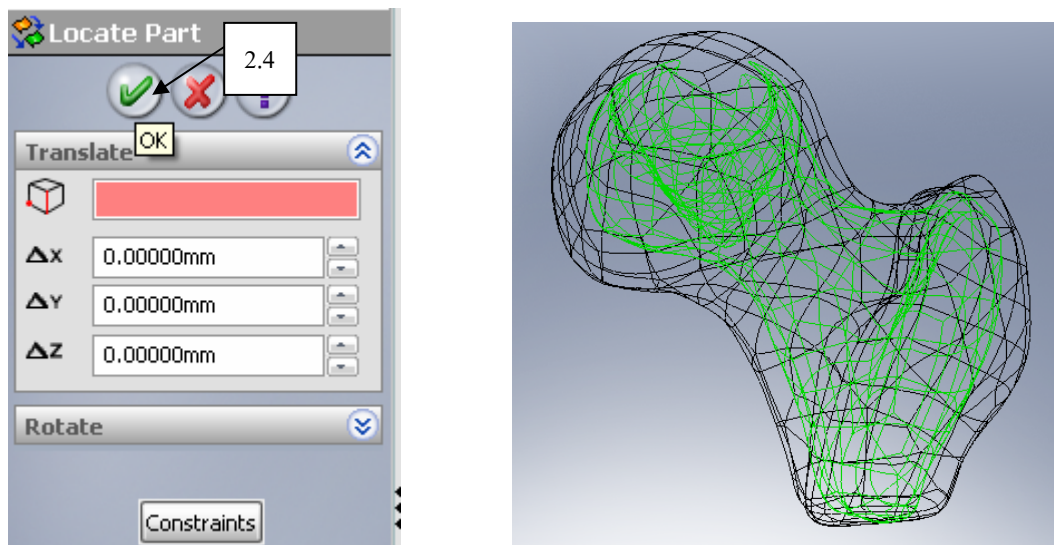 Locate Part
2.4
OK
Translate
ΔX 0.00000mm
ΔY 0.00000mm
ΔZ 0.00000mm
Rotate
Constraints